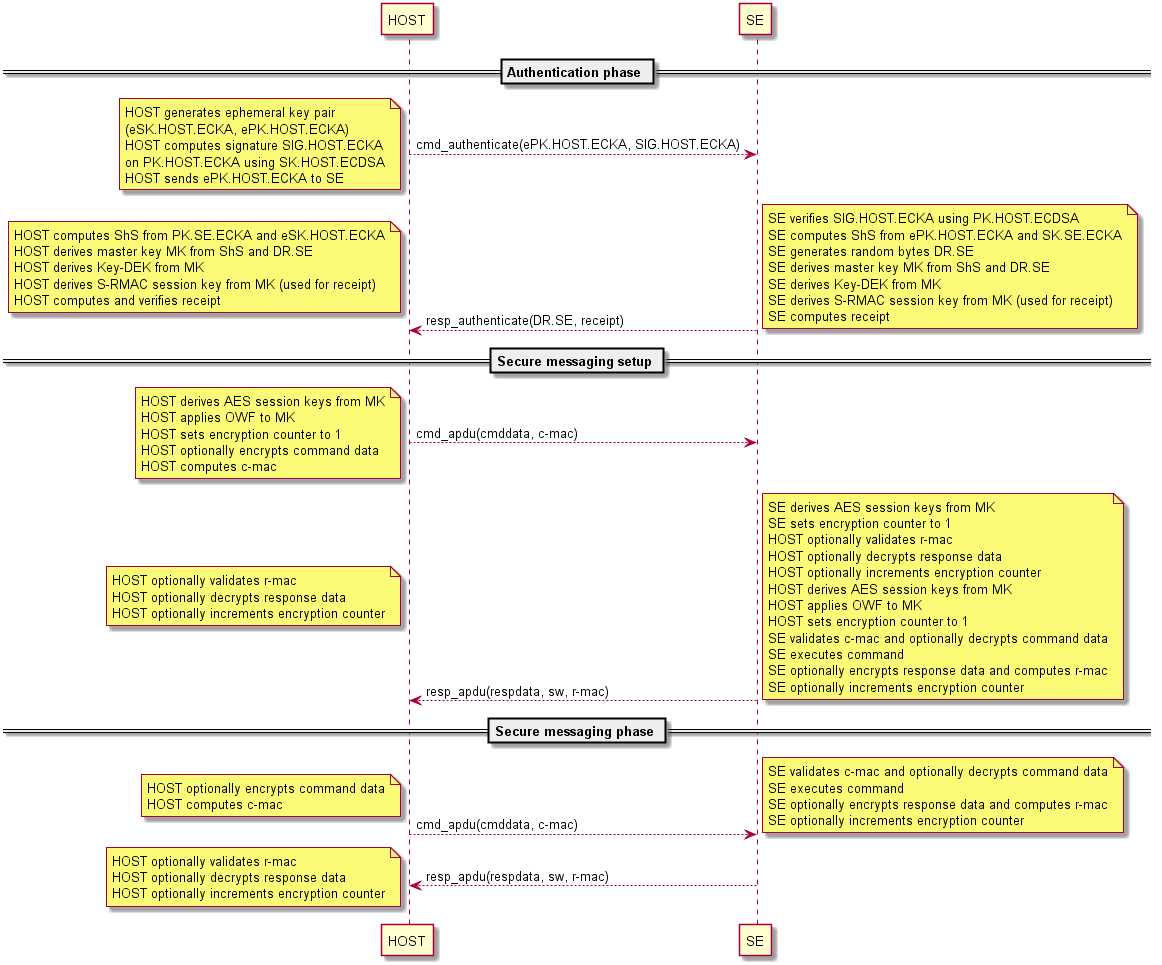 HOST
SE
Authentication phase
HOST generates ephemeral key pair
(eSK.HOST.ECKA, ePK.HOST.ECKA)
HOST computes signature SIG.HOST.ECKA
on PK.HOST.ECKA using SK.HOST.ECDSA
HOST sends ePK.HOST.ECKA to SE
cmd_authenticate(ePK.HOST.ECKA, SIG.HOST.ECKA)
SE verifies SIG.HOST.ECKA using PK.HOST.ECDSA
SE computes ShS from ePK.HOST.ECKA and SK.SE.ECKA
SE generates random bytes DR.SE
SE derives master key MK from ShS and DR.SE
SE derives Key-DEK from MK
SE derives S-RMAC session key from MK (used for receipt)
SE computes receipt
HOST computes ShS from PK.SE.ECKA and eSK.HOST.ECKA
HOST derives master key MK from ShS and DR.SE
HOST derives Key-DEK from MK
HOST derives S-RMAC session key from MK (used for receipt)
HOST computes and verifies receipt
resp_authenticate(DR.SE, receipt)
Secure messaging setup
HOST derives AES session keys from MK
HOST applies OWF to MK
HOST sets encryption counter to 1
HOST optionally encrypts command data
HOST computes c-mac
cmd_apdu(cmddata, c-mac)
SE derives AES session keys from MK
SE sets encryption counter to 1
HOST optionally validates r-mac
HOST optionally decrypts response data
HOST optionally increments encryption counter
HOST derives AES session keys from MK
HOST applies OWF to MK
HOST sets encryption counter to 1
SE validates c-mac and optionally decrypts command data
SE executes command
SE optionally encrypts response data and computes r-mac
SE optionally increments encryption counter
HOST optionally validates r-mac
HOST optionally decrypts response data
HOST optionally increments encryption counter
resp_apdu(respdata, sw, r-mac)
Secure messaging phase
HOST optionally encrypts command data
HOST computes c-mac
SE validates c-mac and optionally decrypts command data
SE executes command
SE optionally encrypts response data and computes r-mac
SE optionally increments encryption counter
cmd_apdu(cmddata, c-mac)
HOST optionally validates r-mac
HOST optionally decrypts response data
HOST optionally increments encryption counter
resp_apdu(respdata, sw, r-mac)
HOST
SE